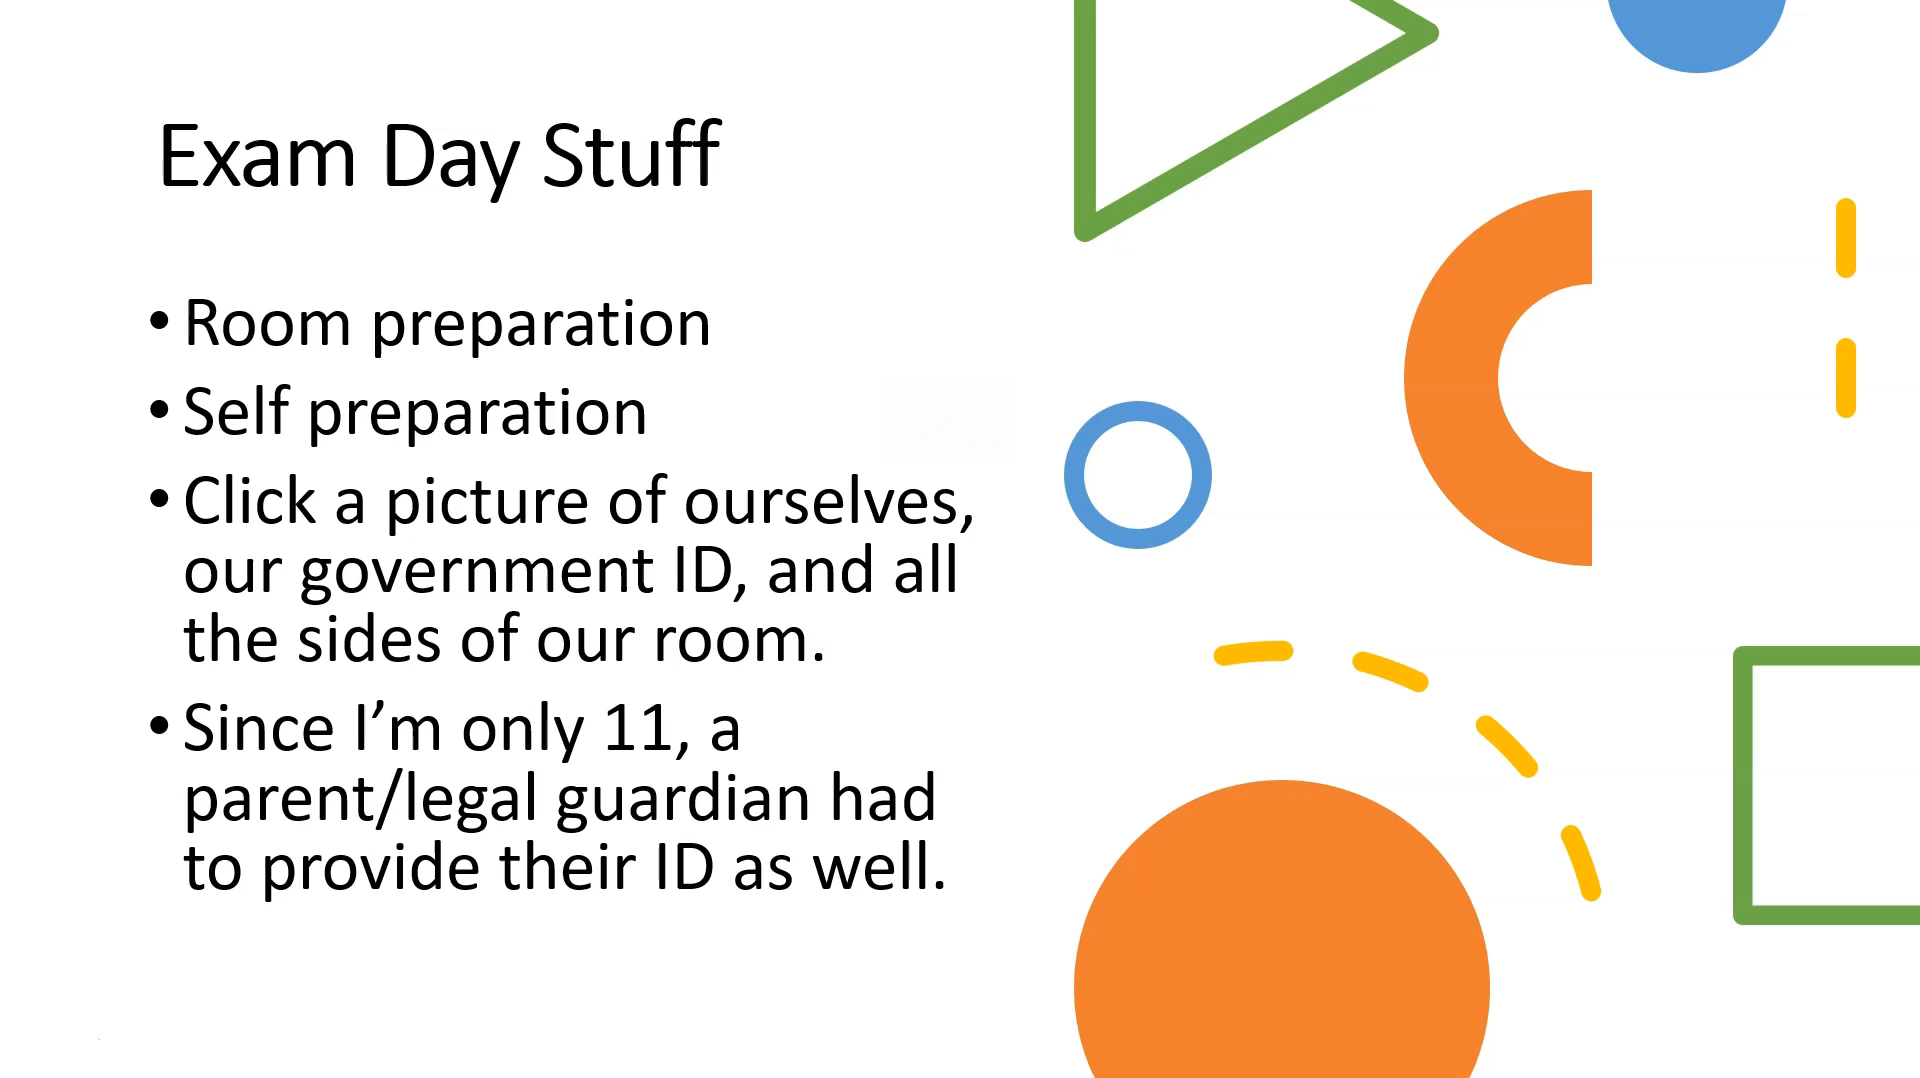 Exam Day Stuff
• Room preparation
• Self preparation
• Click a picture of ourselves,
our government ID, and all
the sides of our room.
• Since I’m only 11, a
parent/legal guardian had
to provide their ID as well.